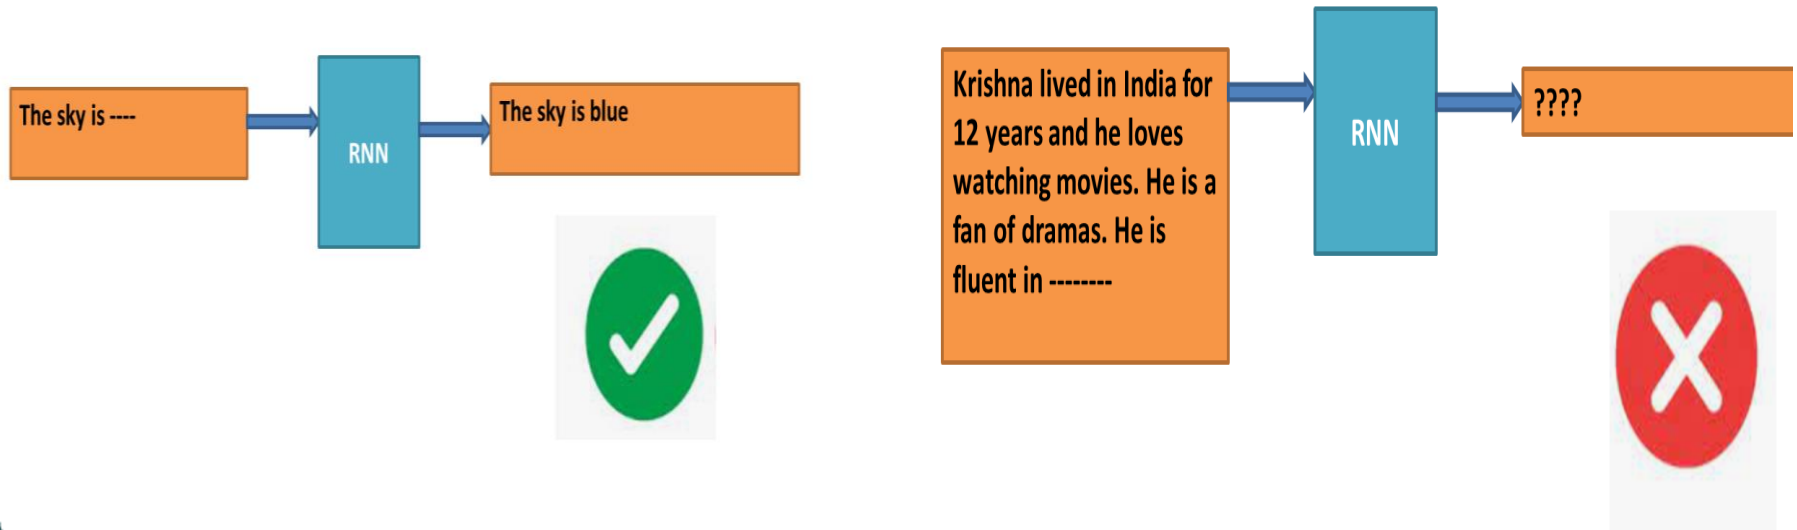 The sky is ----
RNN
The sky is blue
Krishna lived in India for
12 years and he loves
watching movies. He is a
fan of dramas. He is
fluent in --------
RNN
????